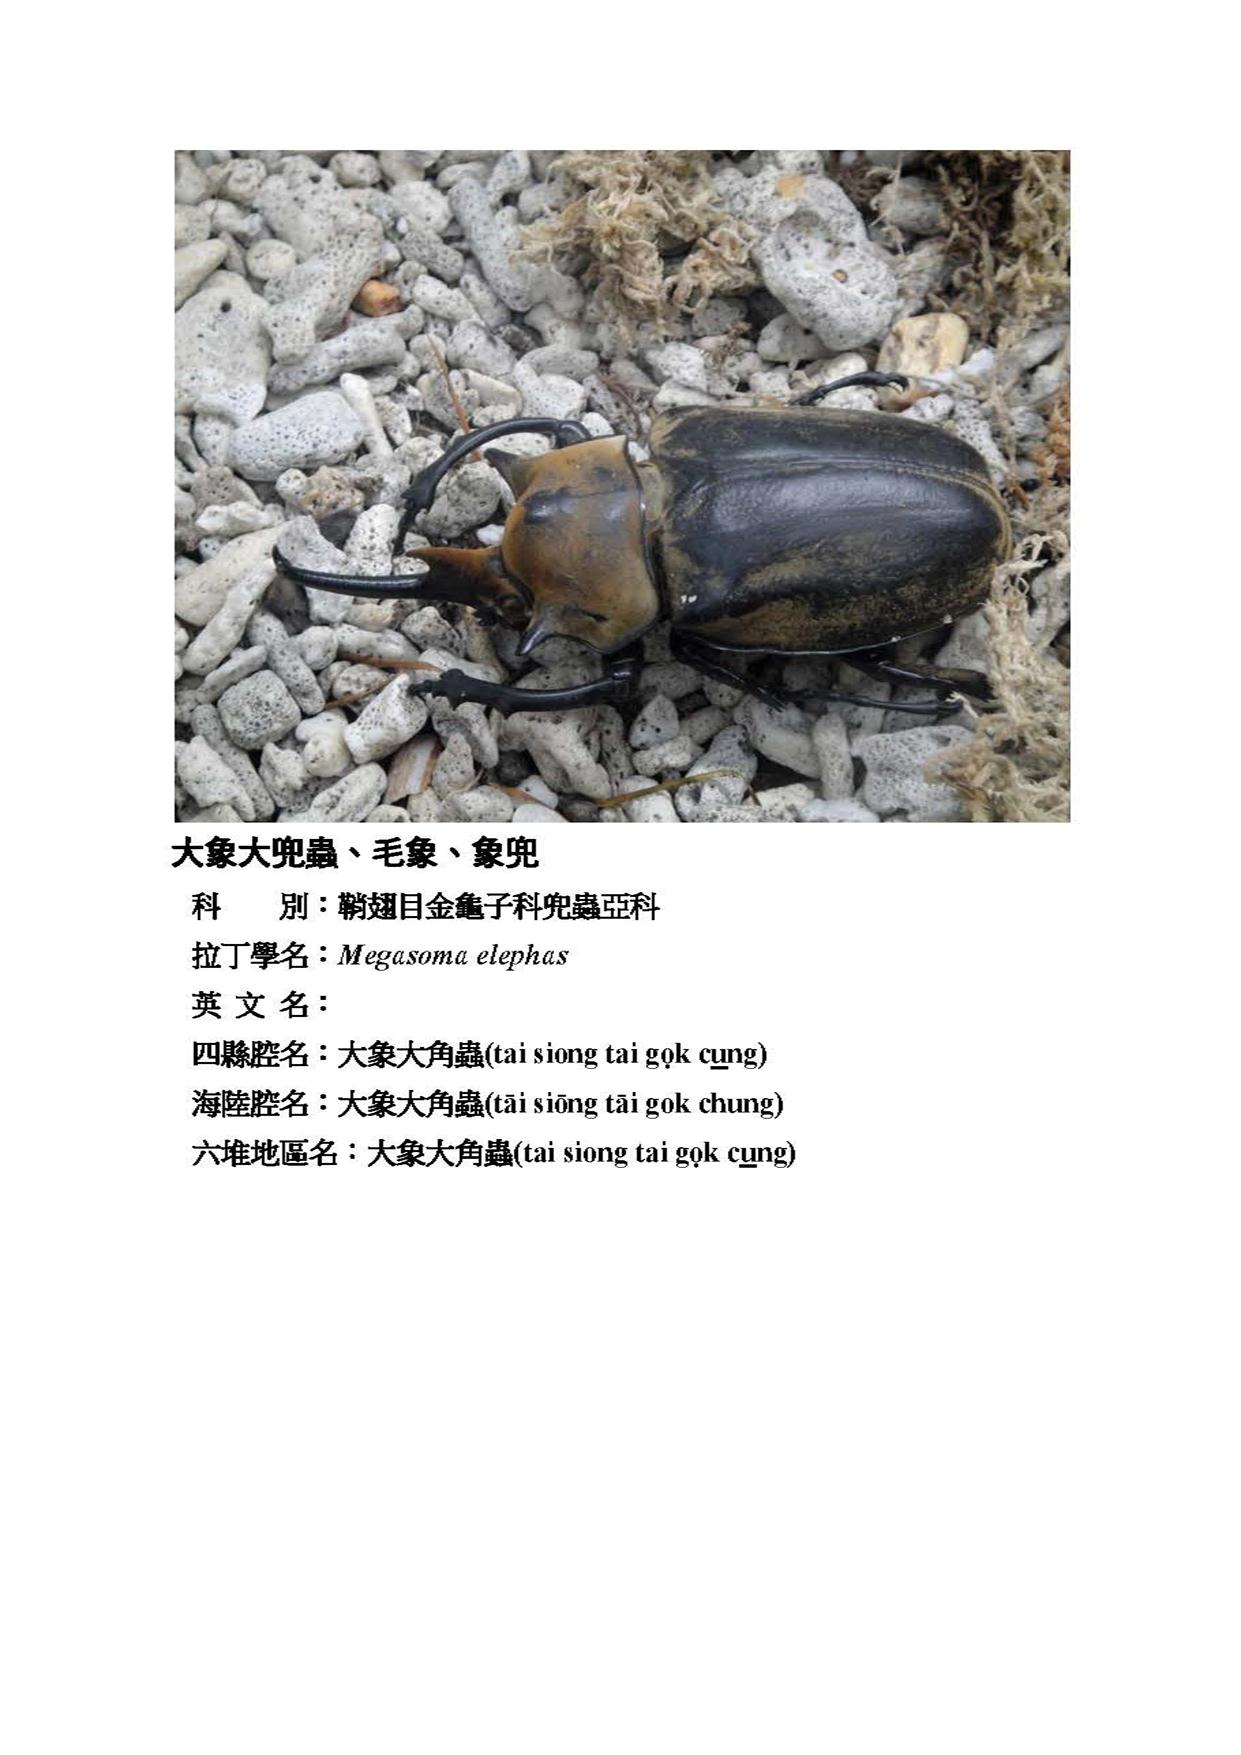 大象大兜蟲、毛象、象兜
科　　別：鞘翅目金龜子科兜蟲亞科
拉丁學名：Megasoma elephas
英 文 名：
四縣腔名：大象大角蟲(tai siong tai gọk cu̲ng)
海陸腔名：大象大角蟲(tāi siōng tāi gok chung)
六堆地區名：大象大角蟲(tai siong tai gọk cu̲ng)